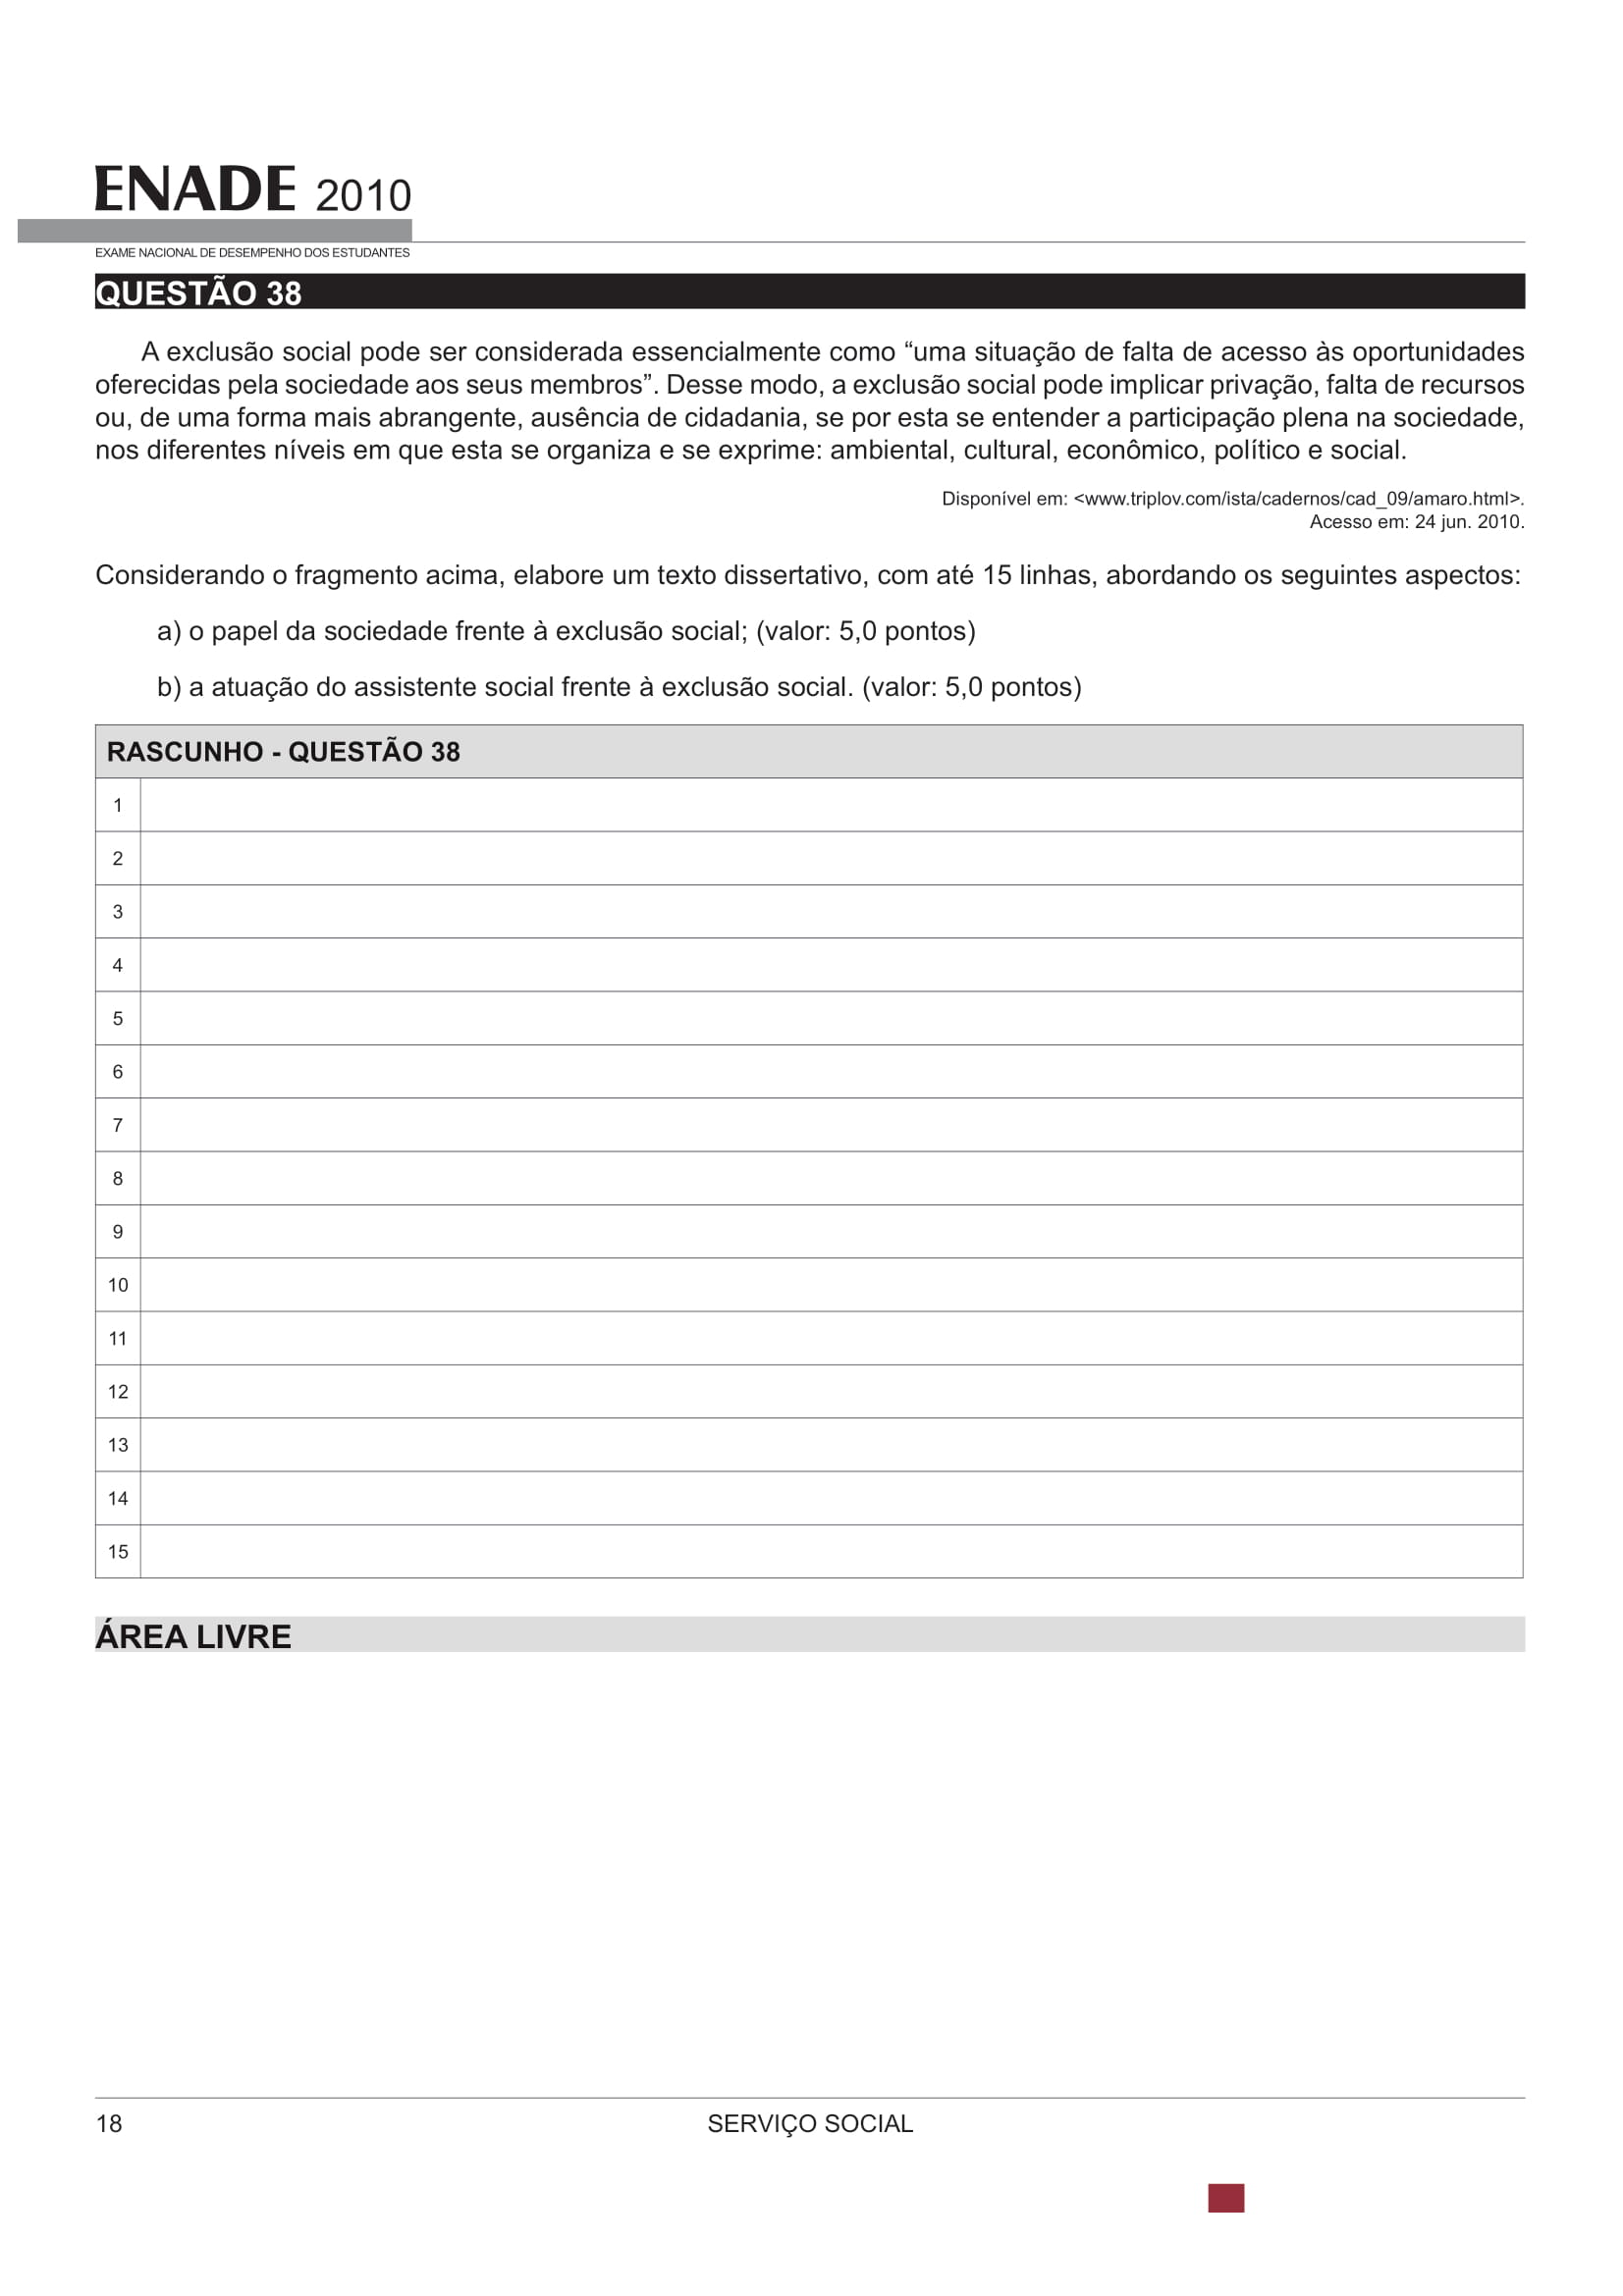 ENADE 2010
EXAME NACIONAL DE DESEMPENHO DOS ESTUDANTES
QUESTÃO 38
A exclusão social pode ser considerada essencialmente como “uma situação de falta de acesso às oportunidades
oferecidas pela sociedade aos seus membros”. Desse modo, a exclusão social pode implicar privação, falta de recursos
ou, de uma forma mais abrangente, ausência de cidadania, se por esta se entender a participação plena na sociedade,
nos diferentes níveis em que esta se organiza e se exprime: ambiental, cultural, econômico, político e social.
Disponível em: <www.triplov.com/ista/cadernos/cad_09/amaro.html>.
Acesso em: 24 jun. 2010.
Considerando o fragmento acima, elabore um texto dissertativo, com até 15 linhas, abordando os seguintes aspectos:
a) o papel da sociedade frente à exclusão social; (valor: 5,0 pontos)
b) a atuação do assistente social frente à exclusão social. (valor: 5,0 pontos)
RASCUNHO - QUESTÃO 38
1
2
3
4
5
6
7
8
9
10
11
12
13
14
15
ÁREA LIVRE
18 SERVIÇO SOCIAL